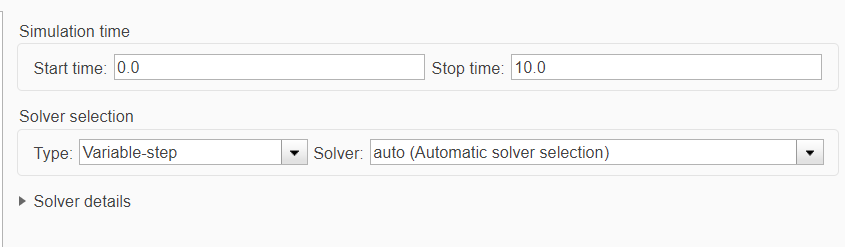 Simulation time
Start time: 0.0 Stop time: 10.0
Solver selection
Type: Variable-step Solver: auto (Automatic solver selection)
Solver details